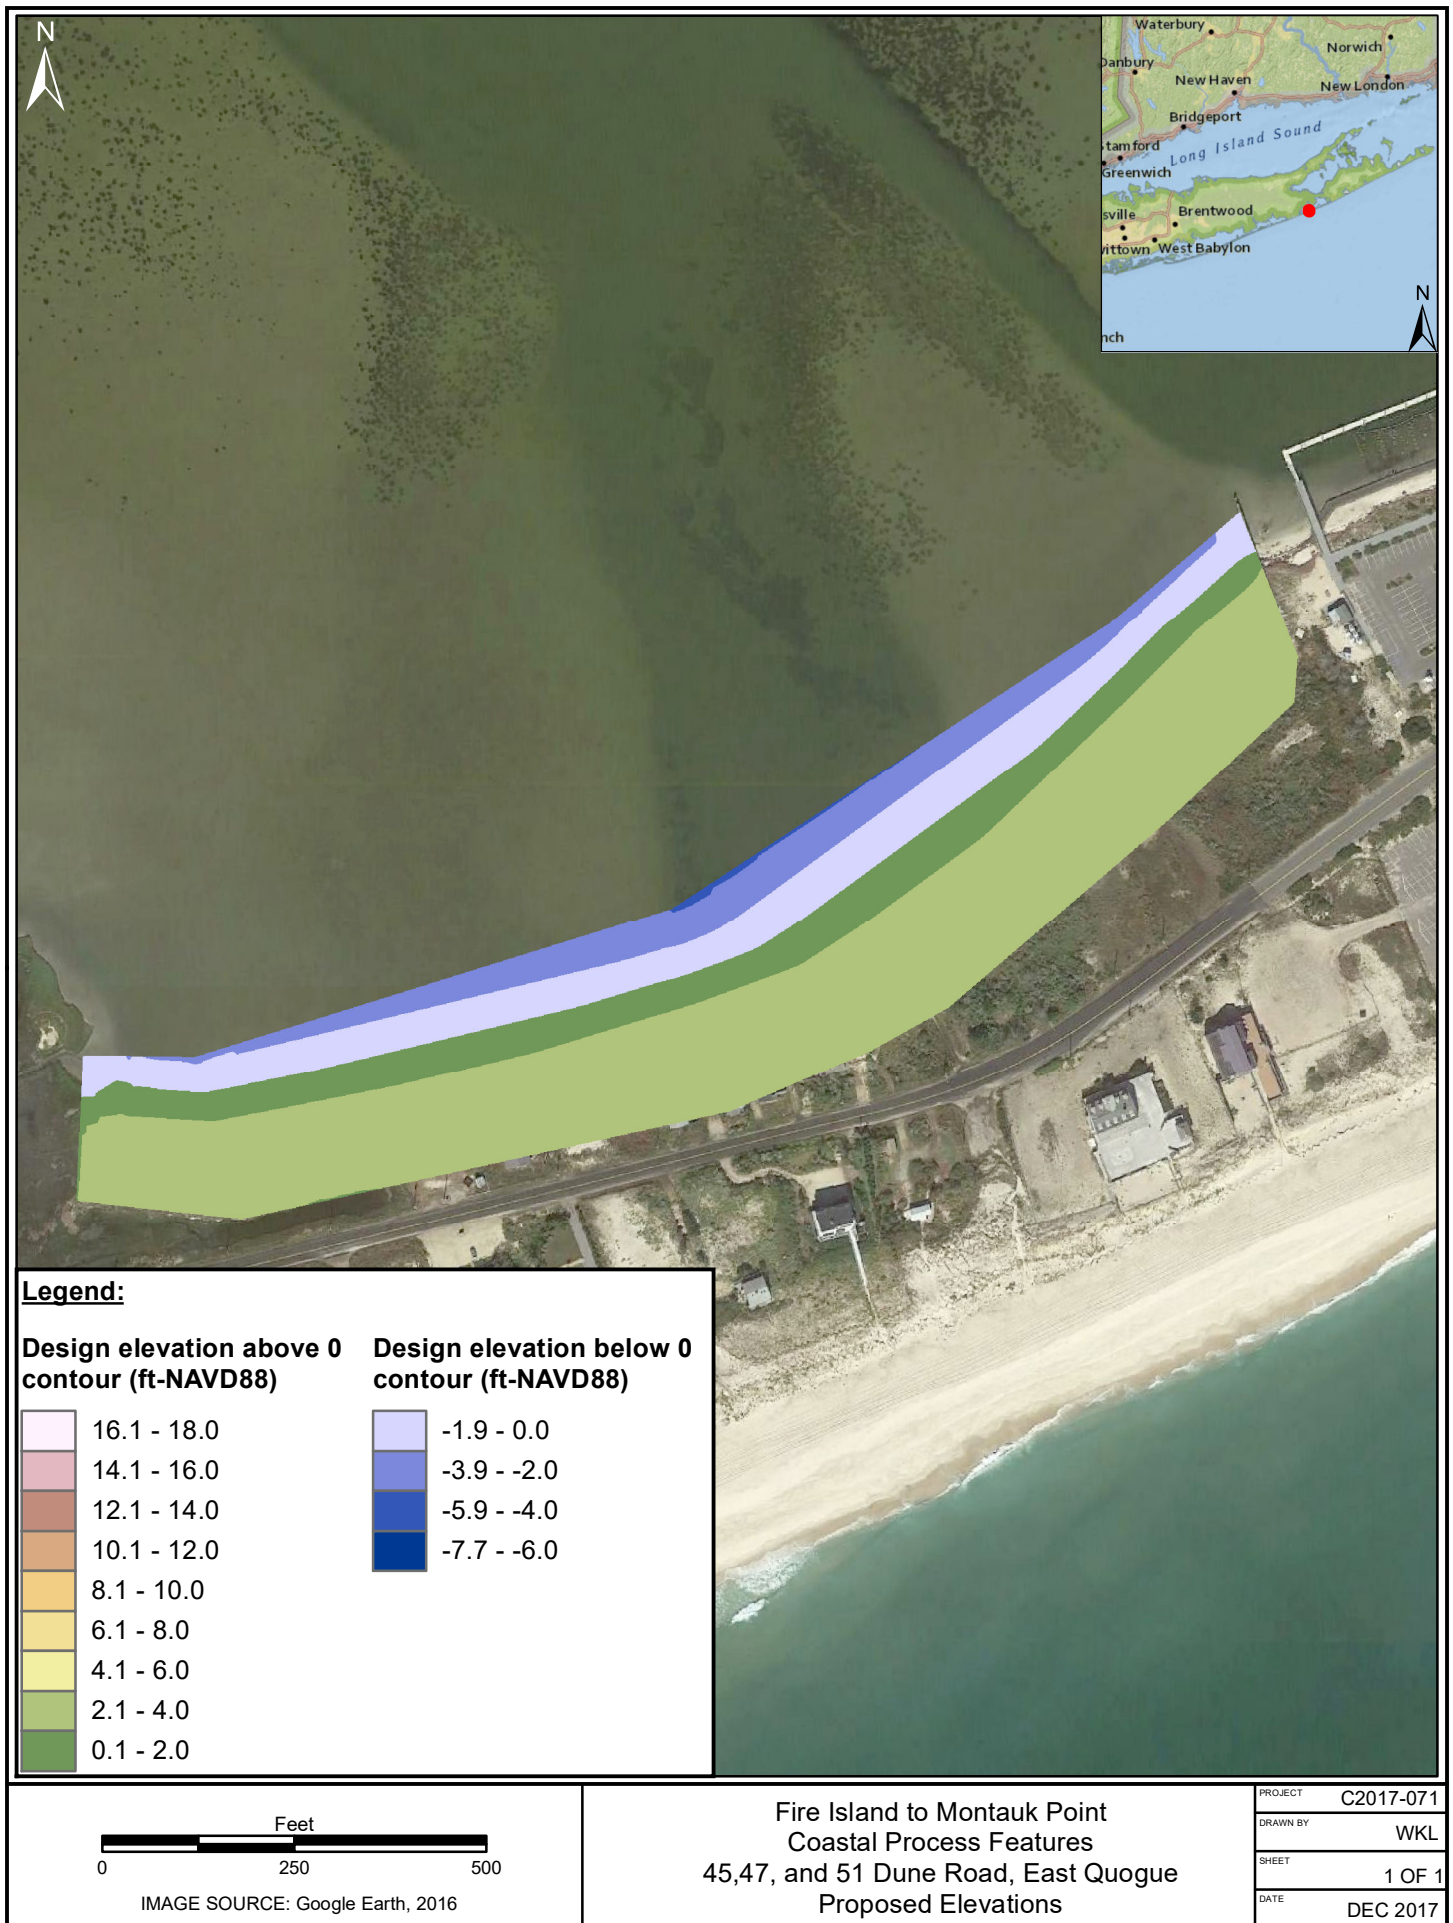 N
Waterbury
Danbury
Norwich
New Haven
New London
Bridgeport
Stamford
Long Island Sound
Greenwich
sville
Brentwood
vittown
West Babylon
N
nch
Legend:
Design elevation above 0
contour (ft-NAVD88)
16.1 - 18.0
14.1 - 16.0
12.1 - 14.0
10.1 - 12.0
8.1 - 10.0
6.1 - 8.0
4.1 - 6.0
2.1 - 4.0
0.1 - 2.0
Design elevation below 0
contour (ft-NAVD88)
-1.9 - 0.0
-3.9 - -2.0
-5.9 - -4.0
-7.7 - -6.0
Feet
0 250 500
IMAGE SOURCE: Google Earth, 2016
Fire Island to Montauk Point
Coastal Process Features
45,47, and 51 Dune Road, East Quogue
Proposed Elevations
PROJECT C2017-071
DRAWN BY WKL
SHEET 1 OF 1
DATE DEC 2017